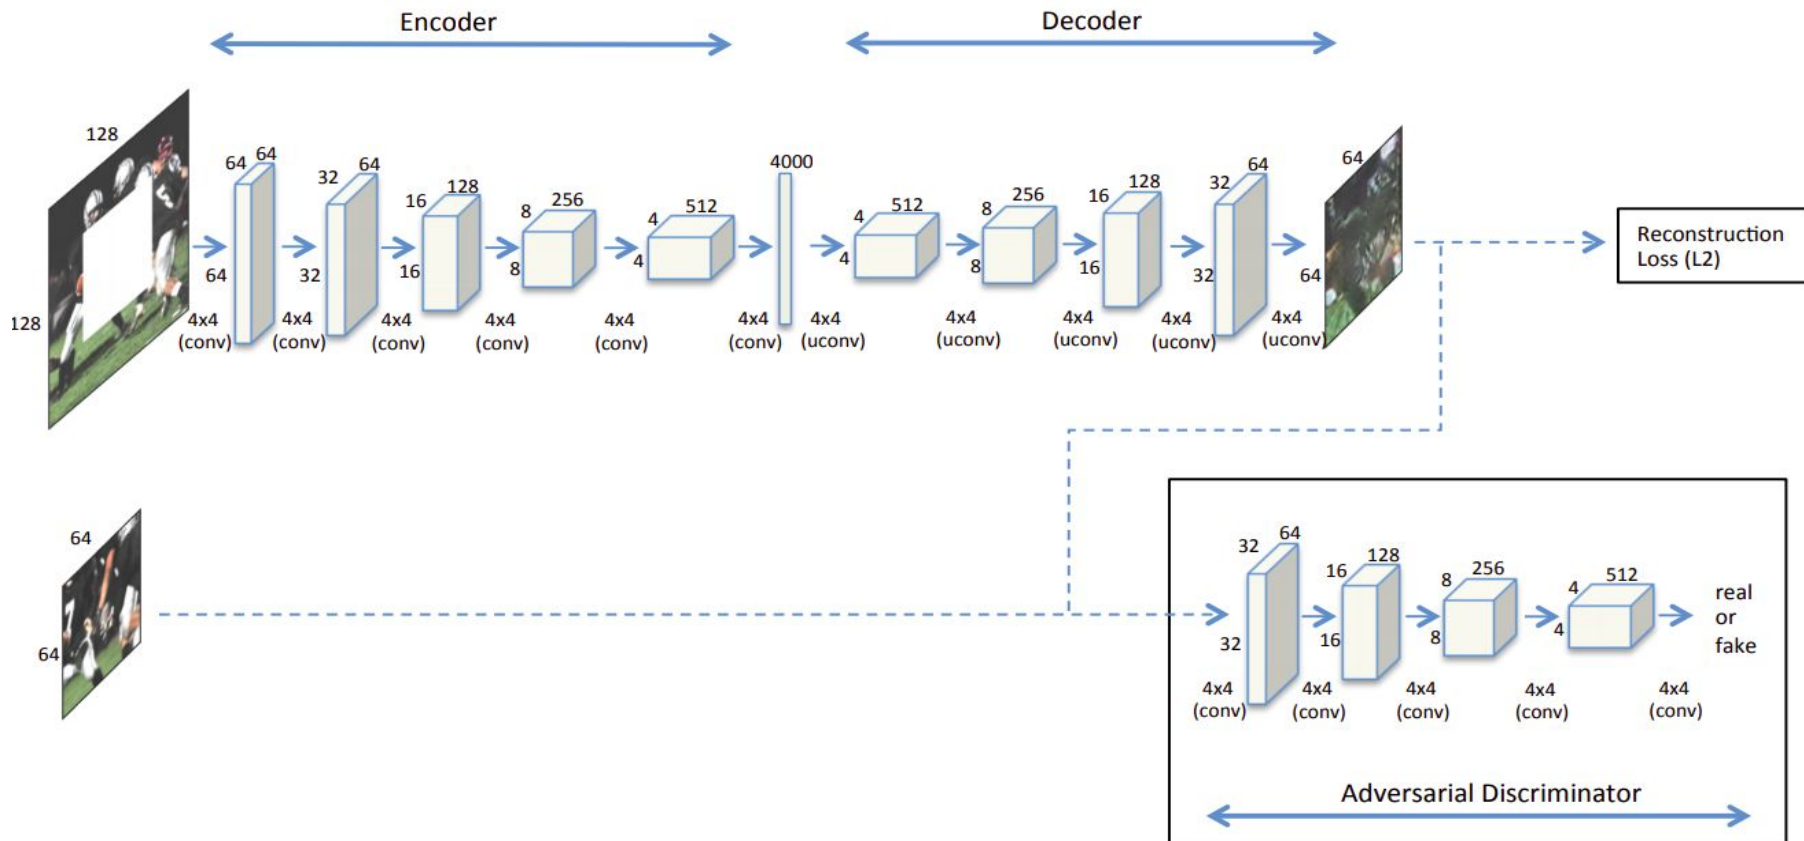 Encoder
Decoder
128
128
64 64
64
4x4
(conv)
32 64
32
4x4
(conv)
16 128
16
4x4
(conv)
8 256
8
4x4
(conv)
4 512
4
4x4
(conv)
4000
4x4
(conv)
4x4
(uconv)
4 512
4
4x4
(uconv)
8 256
8
4x4
(uconv)
16 128
16
4x4
(uconv)
32 64
32
4x4
(uconv)
64
64
Reconstruction
Loss (L2)
64
64
32 64
32
4x4
(conv)
16 128
16
4x4
(conv)
8 256
8
4x4
(conv)
4 512
4
4x4
(conv)
4x4
(conv)
real
or
fake
Adversarial Discriminator